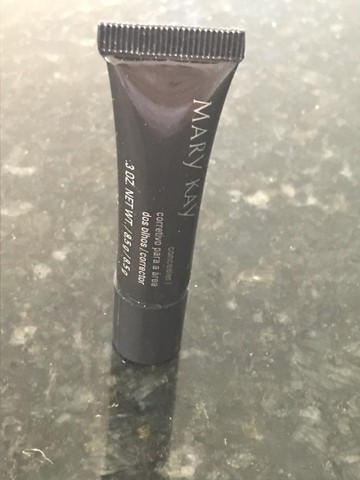 MARY KAY
concealer /
corretivo para a área
dos olhos / corrector
.3 OZ. NET WT. / 8.5 g / 8.5 g